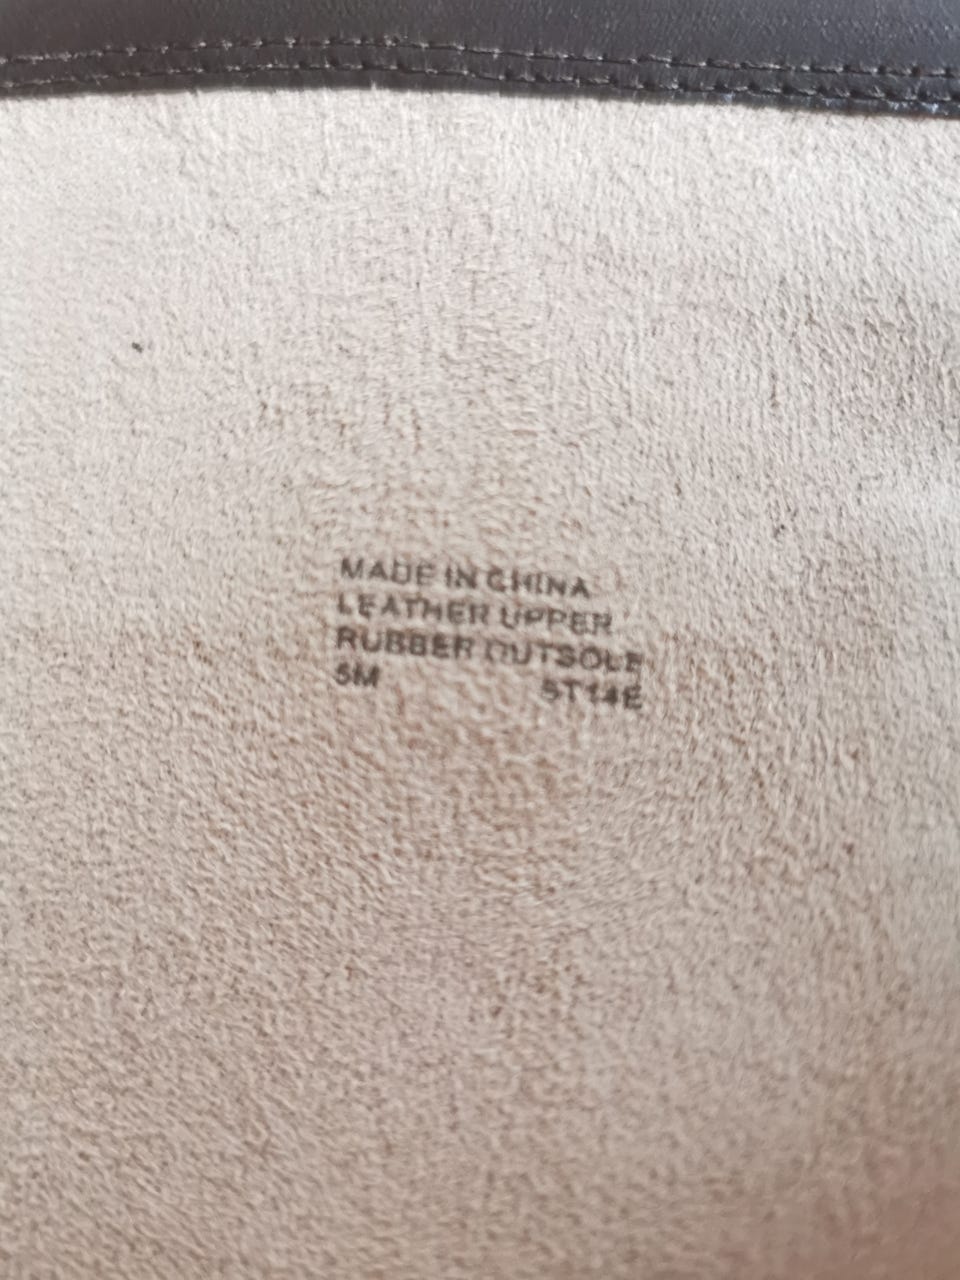 MADE IN CHINA
LEATHER UPPER
RUBBER OUTSOLE
5M 5T14E